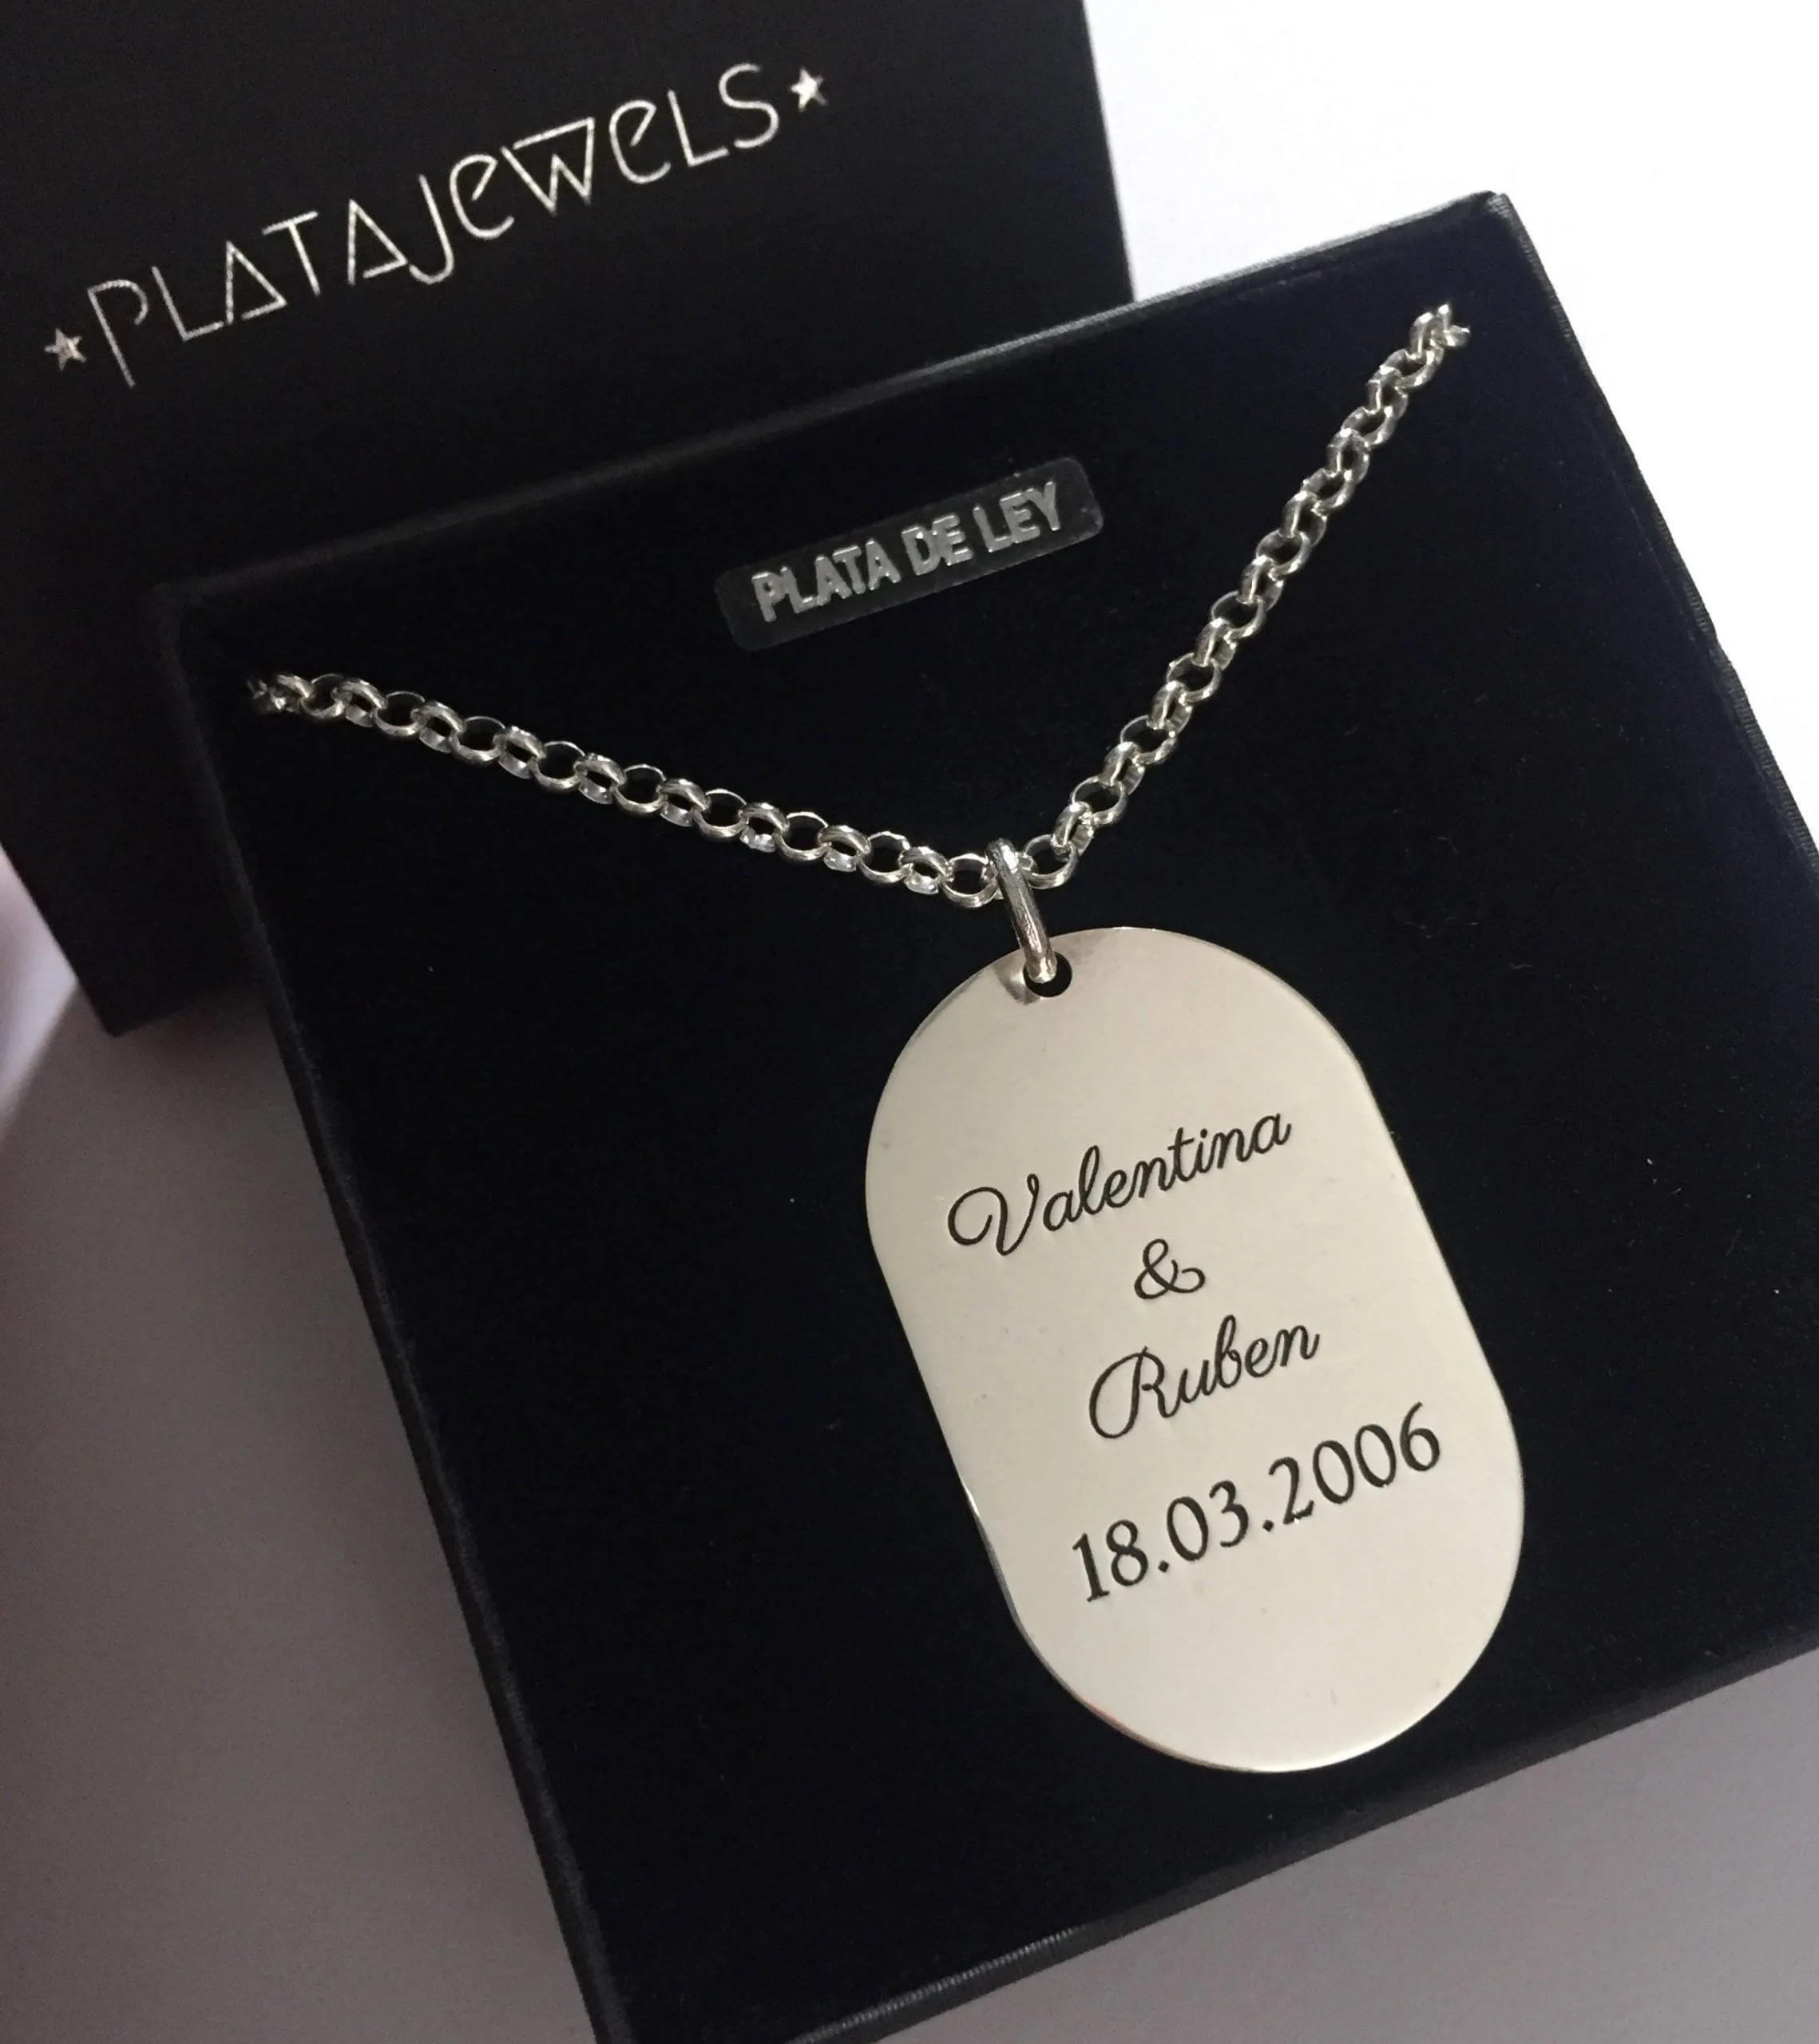 ★PLATAJEWELS★
PLATA DE LEY
Valentina
&
Ruben
18.03.2006